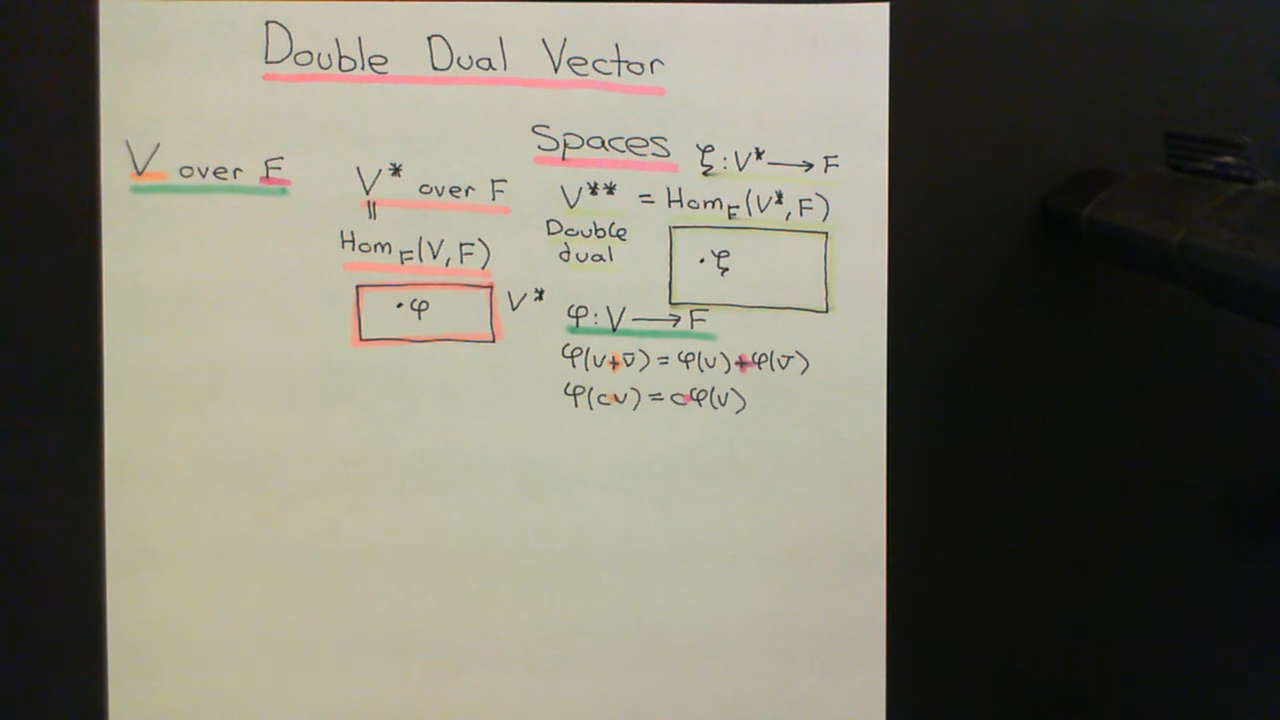 Double Dual Vector
Spaces
V over F
V* over F
||
Hom_F(V, F)
·φ
V*
ξ : V* ⟶ F
V** = Hom_F(V*, F)
Double
dual
·ξ
φ : V ⟶ F
φ(v+v̄) = φ(v)+φ(v̄)
φ(cv) = cφ(v)